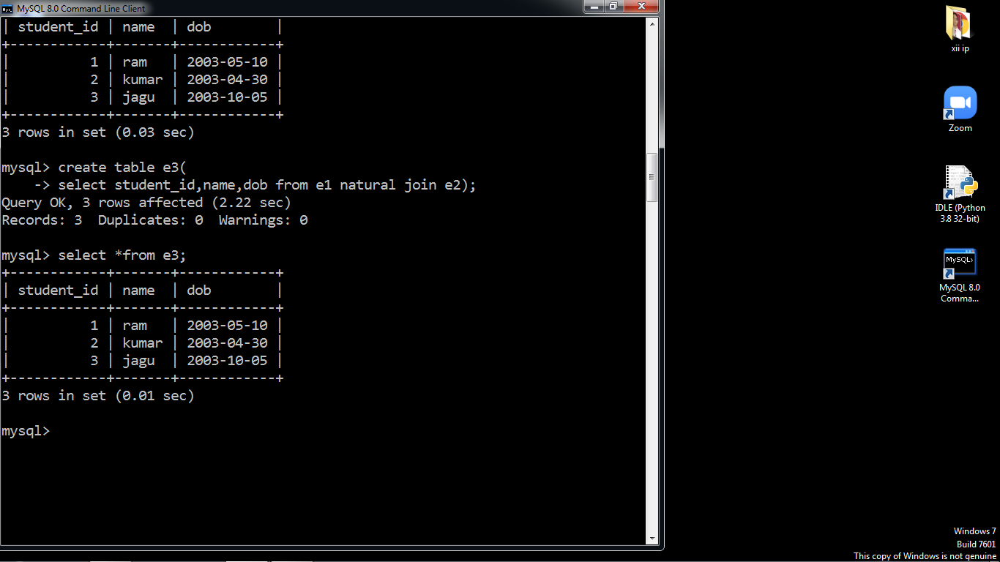 MySQL 8.0 Command Line Client
| student_id | name  | dob        |
+------------+-------+------------+
|          1 | ram   | 2003-05-10 |
|          2 | kumar | 2003-04-30 |
|          3 | jagu  | 2003-10-05 |
+------------+-------+------------+
3 rows in set (0.03 sec)
mysql> create table e3(
    -> select student_id,name,dob from e1 natural join e2);
Query OK, 3 rows affected (2.22 sec)
Records: 3  Duplicates: 0  Warnings: 0
mysql> select *from e3;
+------------+-------+------------+
| student_id | name  | dob        |
+------------+-------+------------+
|          1 | ram   | 2003-05-10 |
|          2 | kumar | 2003-04-30 |
|          3 | jagu  | 2003-10-05 |
+------------+-------+------------+
3 rows in set (0.01 sec)
mysql>
xii ip
Zoom
IDLE (Python
3.8 32-bit)
MySQL>
MySQL 8.0
Comma...
Windows 7
Build 7601
This copy of Windows is not genuine